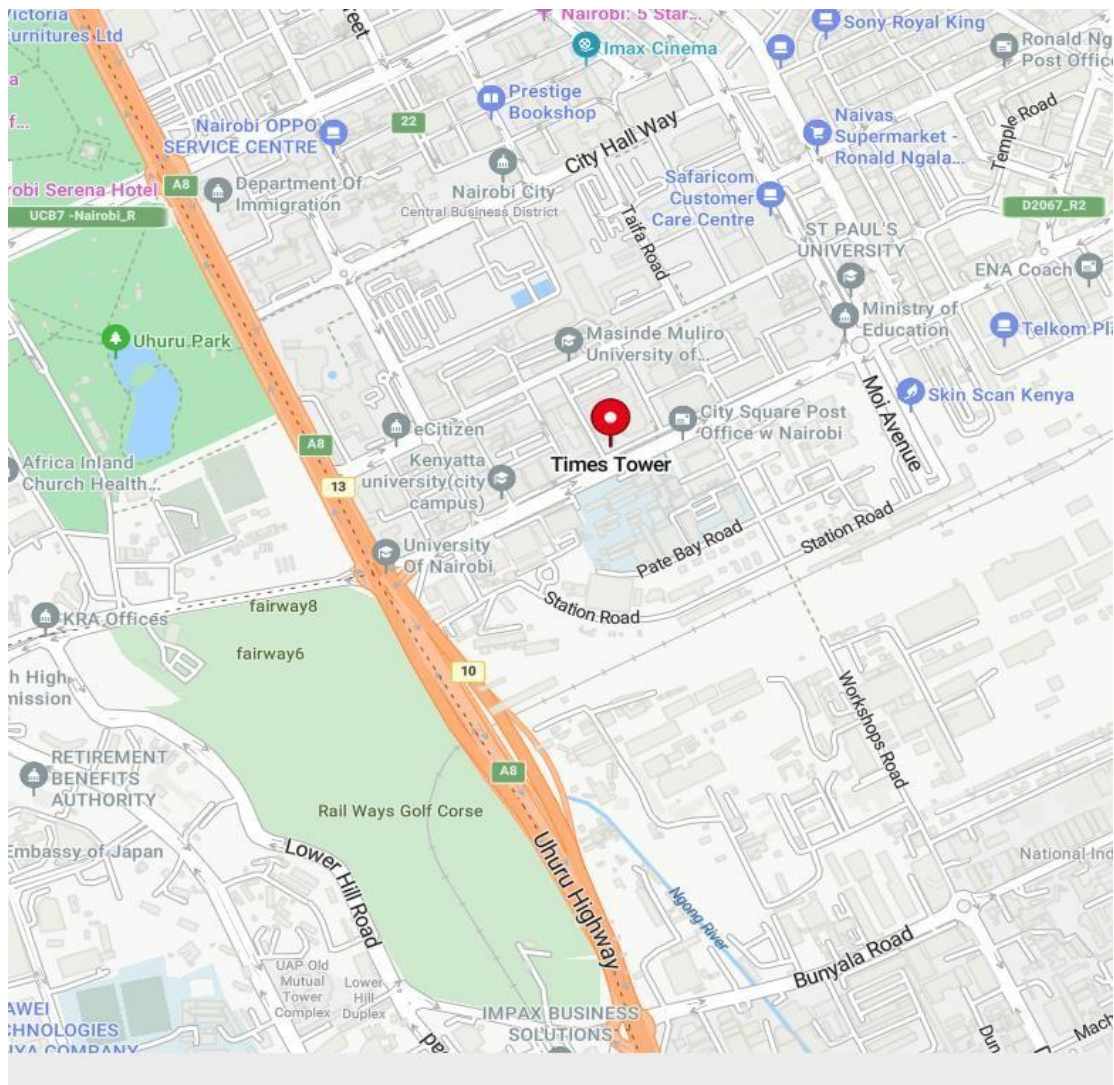 Victoria
Furnitures Ltd
Nairobi: 5 Star...
Sony Royal King
Imax Cinema
Ronald Ng
Post Office
Prestige
Bookshop
Nairobi OPPO
SERVICE CENTRE
22
City Hall Way
Naivas
Supermarket -
Ronald Ngala...
Temple Road
a
f...
robi Serena Hotel
A8
Department Of
Immigration
Nairobi City
Central Business District
Safaricom
Customer
Care Centre
UCB7 -Nairobi_R
D2067_R2
Taifa Road
ST PAUL'S
UNIVERSITY
ENA Coach
Uhuru Park
Masinde Muliro
University of...
Ministry of
Education
Telkom Pla
Skin Scan Kenya
Moi Avenue
eCitizen
City Square Post
Office w Nairobi
A8
Times Tower
Africa Inland
Church Health...
13
Kenyatta
university(city
campus)
University
Of Nairobi
Pate Bay Road
Station Road
Station Road
fairway8
KRA Offices
fairway6
10
h High
mission
Workshops Road
RETIREMENT
BENEFITS
AUTHORITY
A8
Rail Ways Golf Corse
Embassy of Japan
Lower Hill Road
Uhuru Highway
National Ind
Ngong River
Bunyala Road
UAP Old
Mutual
Tower
Complex
Lower
Hill
Duplex
IMPAX BUSINESS
SOLUTIONS
AWEI
CHNOLOGIES
NYA COMPANY
Dun
Mach